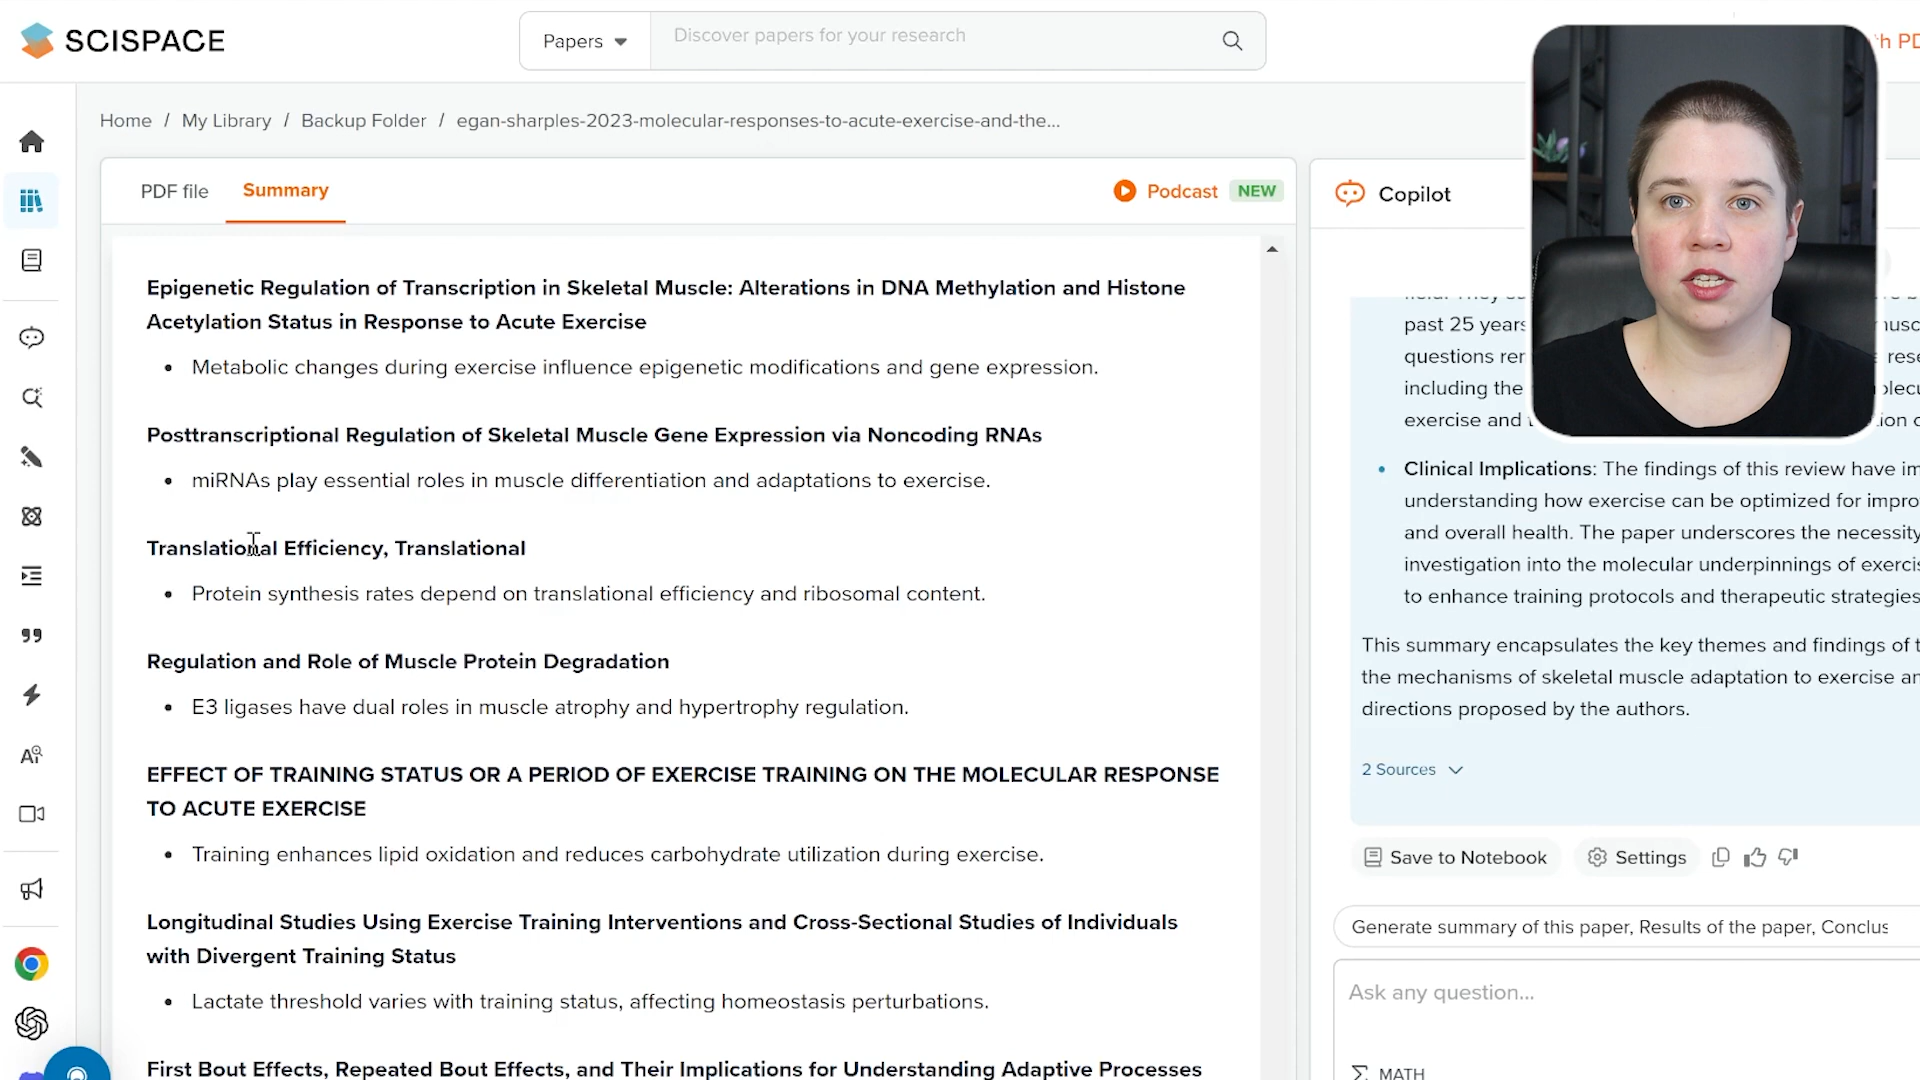 SCISPACE
Papers
Discover papers for your research
Home / My Library / Backup Folder / egan-sharples-2023-molecular-responses-to-acute-exercise-and-the...
PDF file
Summary
Podcast
NEW
Epigenetic Regulation of Transcription in Skeletal Muscle: Alterations in DNA Methylation and Histone
Acetylation Status in Response to Acute Exercise
• Metabolic changes during exercise influence epigenetic modifications and gene expression.
Posttranscriptional Regulation of Skeletal Muscle Gene Expression via Noncoding RNAs
• miRNAs play essential roles in muscle differentiation and adaptations to exercise.
Translational Efficiency, Translational
• Protein synthesis rates depend on translational efficiency and ribosomal content.
Regulation and Role of Muscle Protein Degradation
• E3 ligases have dual roles in muscle atrophy and hypertrophy regulation.
EFFECT OF TRAINING STATUS OR A PERIOD OF EXERCISE TRAINING ON THE MOLECULAR RESPONSE
TO ACUTE EXERCISE
• Training enhances lipid oxidation and reduces carbohydrate utilization during exercise.
Longitudinal Studies Using Exercise Training Interventions and Cross-Sectional Studies of Individuals
with Divergent Training Status
• Lactate threshold varies with training status, affecting homeostasis perturbations.
First Bout Effects, Repeated Bout Effects, and Their Implications for Understanding Adaptive Processes
Copilot
past 25 years
questions
including the
exercise and
• Clinical Implications: The findings of this review have
understanding how exercise can be optimized for
and overall health. The paper underscores the necessity
investigation into the molecular underpinnings of
to enhance training protocols and therapeutic strategies
This summary encapsulates the key themes and findings of
the mechanisms of skeletal muscle adaptation to exercise
directions proposed by the authors.
2 Sources
Save to Notebook
Settings
Generate summary of this paper, Results of the paper, Conclus
Ask any question...
MATH